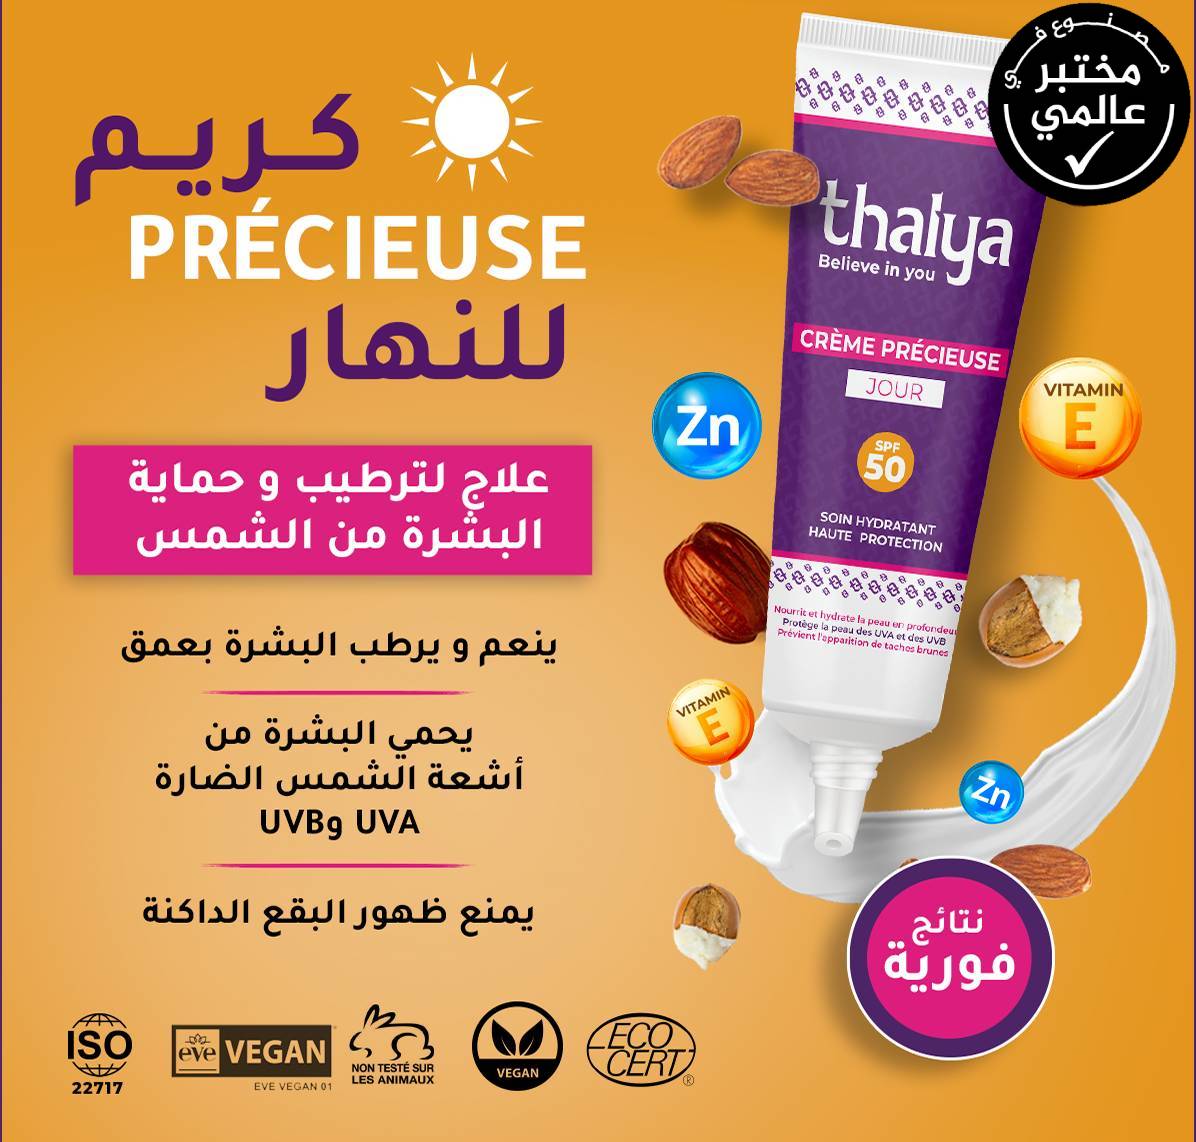 كريم
PRÉCIEUSE
للنهار
علاج لترطيب و حماية
البشرة من الشمس
ينعم و يرطب البشرة بعمق
يحمي البشرة من
أشعة الشمس الضارة
UVA وUVB
يمنع ظهور البقع الداكنة
ISO
22717
eve VEGAN
EVE VEGAN 01
NON TESTÉ SUR
LES ANIMAUX
VEGAN
ECO
CERT
®
مصنوع في
مختبر
عالمي
thalya
Believe in you
CRÈME PRÉCIEUSE
JOUR
SPF
50
SOIN HYDRATANT
HAUTE PROTECTION
Nourrit et hydrate la peau en profondeur
Protège la peau des UVA et des UVB
Prévient l'apparition de taches brunes
Zn
VITAMIN
E
VITAMIN
E
Zn
نتائج
فورية